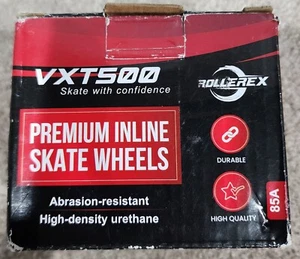 VXT500
Skate with confidence
ROLLEREX
PREMIUM INLINE
SKATE WHEELS
DURABLE
Abrasion-resistant
High-density urethane
HIGH QUALITY
85A